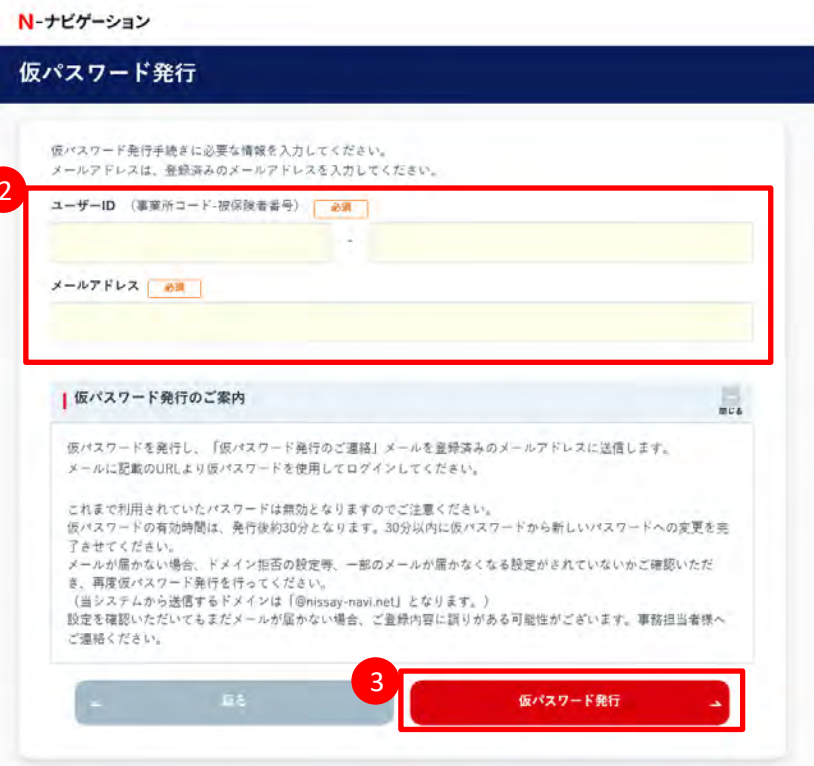 N-ナビゲーション
仮パスワード発行
仮パスワード発行手続きに必要な情報を入力してください。
メールアドレスは、登録済みのメールアドレスを入力してください。
2
ユーザーID （事業所コード-被保険者番号） 必須
-
メールアドレス 必須
仮パスワード発行のご案内
閉じる
仮パスワードを発行し、「仮パスワード発行のご連絡」メールを登録済みのメールアドレスに送信します。
メールに記載のURLより仮パスワードを使用してログインしてください。
これまで利用されていたパスワードは無効となりますのでご注意ください。
仮パスワードの有効時間は、発行後約30分となります。30分以内に仮パスワードから新しいパスワードへの変更を完
了させてください。
メールが届かない場合、ドメイン拒否の設定等、一部のメールが届かなくなる設定がされていないかご確認いただ
き、再度仮パスワード発行を行ってください。
（当システムから送信するドメインは「@nissay-navi.net」となります。）
設定を確認いただいてもまだメールが届かない場合、ご登録内容に誤りがある可能性がございます。事務担当者様へ
ご連絡ください。
3
戻る
仮パスワード発行